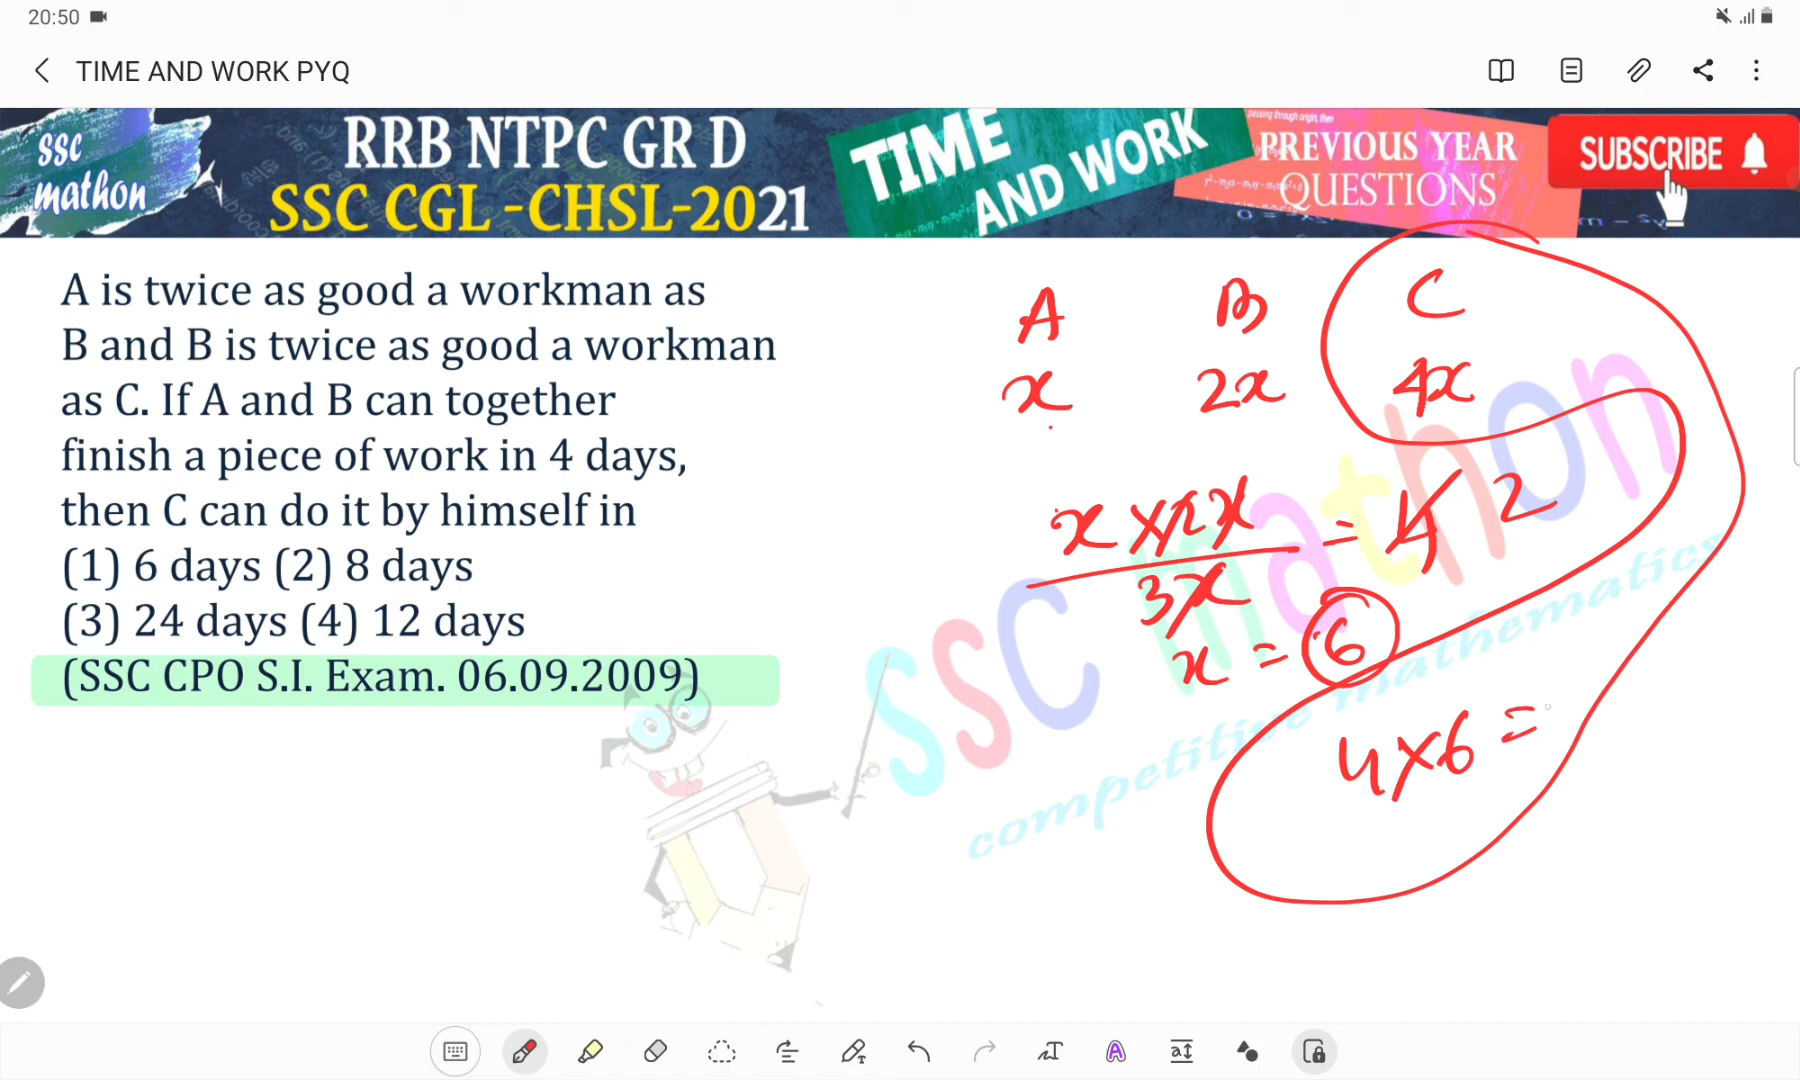 20:50
TIME AND WORK PYQ
SSC
mathon
RRB NTPC GR D
SSC CGL -CHSL-2021
TIME
AND WORK
passing through origin, then
PREVIOUS YEAR
QUESTIONS
SUBSCRIBE
A is twice as good a workman as
B and B is twice as good a workman
as C. If A and B can together
finish a piece of work in 4 days,
then C can do it by himself in
(1) 6 days (2) 8 days
(3) 24 days (4) 12 days
(SSC CPO S.I. Exam. 06.09.2009)
A B C
x 2x 4x
x × 2x = 4 2
3x
x = 6
4×6 =
SSC mathon
competitive mathematics